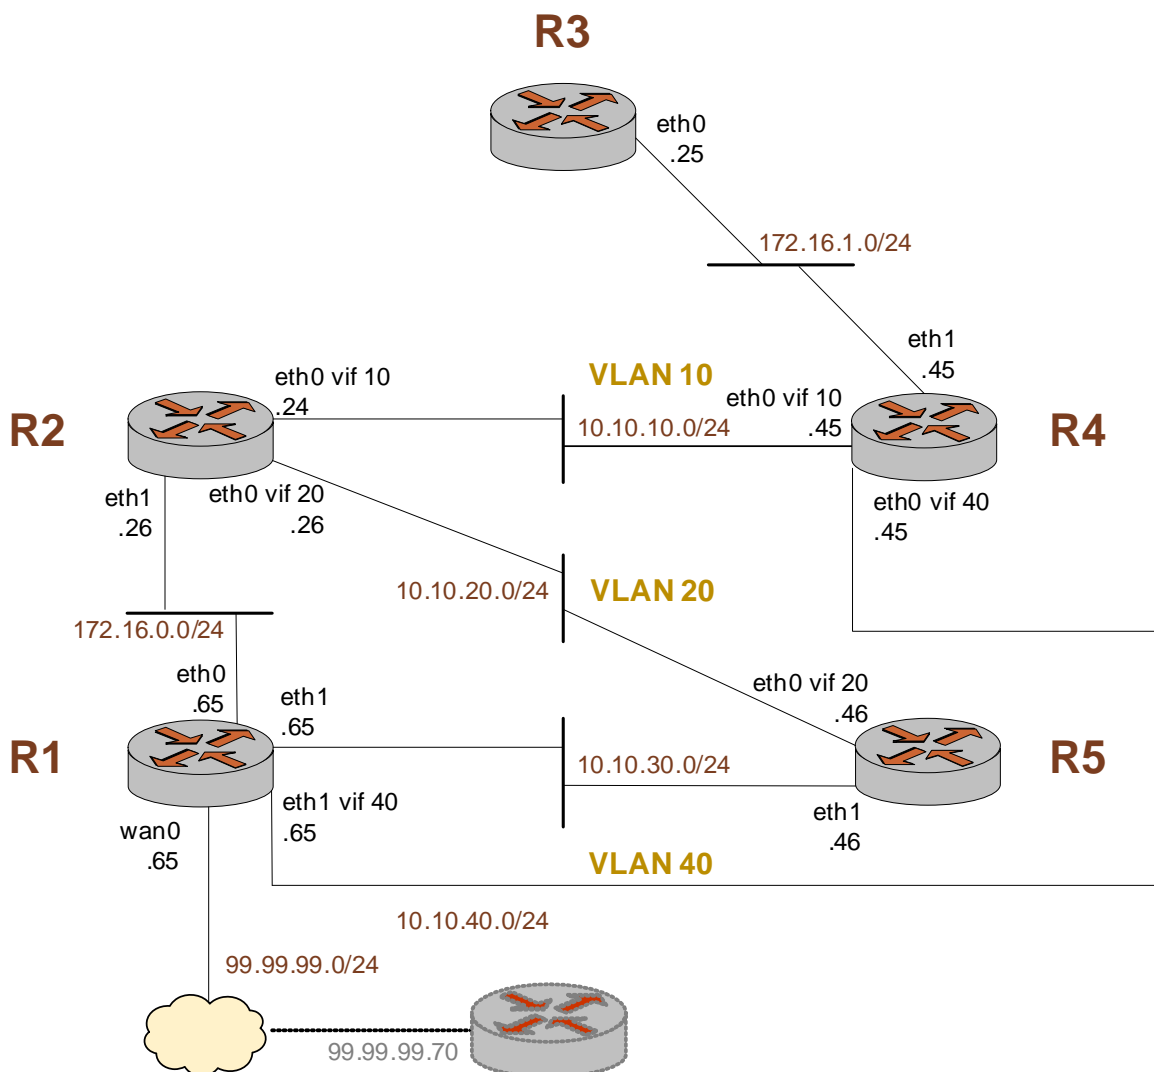 R3
eth0
.25
172.16.1.0/24
eth1
.45
eth0 vif 10
.24
VLAN 10
eth0 vif 10
.45
10.10.10.0/24
R2
R4
eth1
.26
eth0 vif 20
.26
eth0 vif 40
.45
10.10.20.0/24
VLAN 20
172.16.0.0/24
eth0
.65
eth1
.65
eth0 vif 20
.46
R1
10.10.30.0/24
R5
wan0
.65
eth1 vif 40
.65
eth1
.46
VLAN 40
10.10.40.0/24
99.99.99.0/24
99.99.99.70